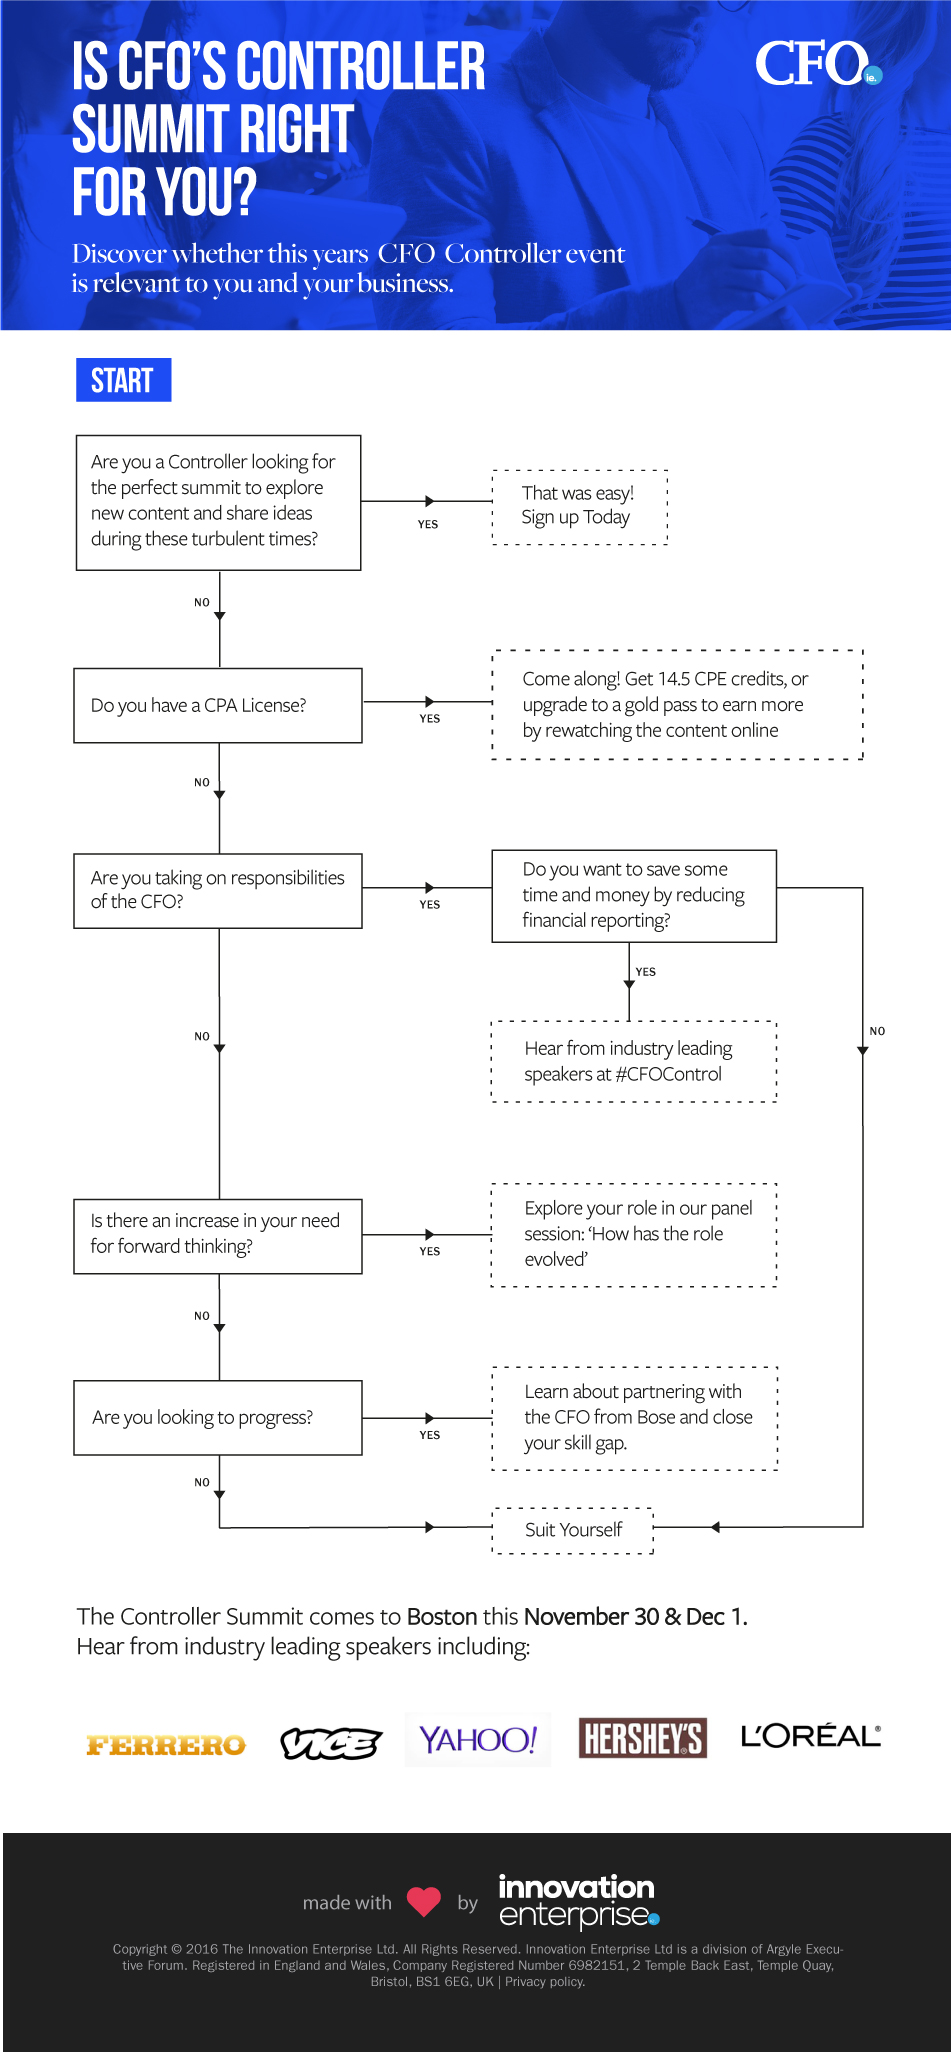 IS CFO'S CONTROLLER
SUMMIT RIGHT
FOR YOU?
CFO
ie.
Discover whether this years CFO Controller event
is relevant to you and your business.
START
Are you a Controller looking for
the perfect summit to explore
new content and share ideas
during these turbulent times?
YES
That was easy!
Sign up Today
NO
Do you have a CPA License?
YES
Come along! Get 14.5 CPE credits, or
upgrade to a gold pass to earn more
by rewatching the content online
NO
Are you taking on responsibilities
of the CFO?
YES
Do you want to save some
time and money by reducing
financial reporting?
YES
NO
Hear from industry leading
speakers at #CFOControl
NO
Is there an increase in your need
for forward thinking?
YES
Explore your role in our panel
session: ‘How has the role
evolved’
NO
Are you looking to progress?
YES
Learn about partnering with
the CFO from Bose and close
your skill gap.
NO
Suit Yourself
The Controller Summit comes to Boston this November 30 & Dec 1.
Hear from industry leading speakers including:
FERRERO
VICE
YAHOO!
HERSHEY'S®
L'ORÉAL®
made with by innovation
enterprise
ie.
Copyright © 2016 The Innovation Enterprise Ltd. All Rights Reserved. Innovation Enterprise Ltd is a division of Argyle Execu-
tive Forum. Registered in England and Wales, Company Registered Number 6982151, 2 Temple Back East, Temple Quay,
Bristol, BS1 6EG, UK | Privacy policy.